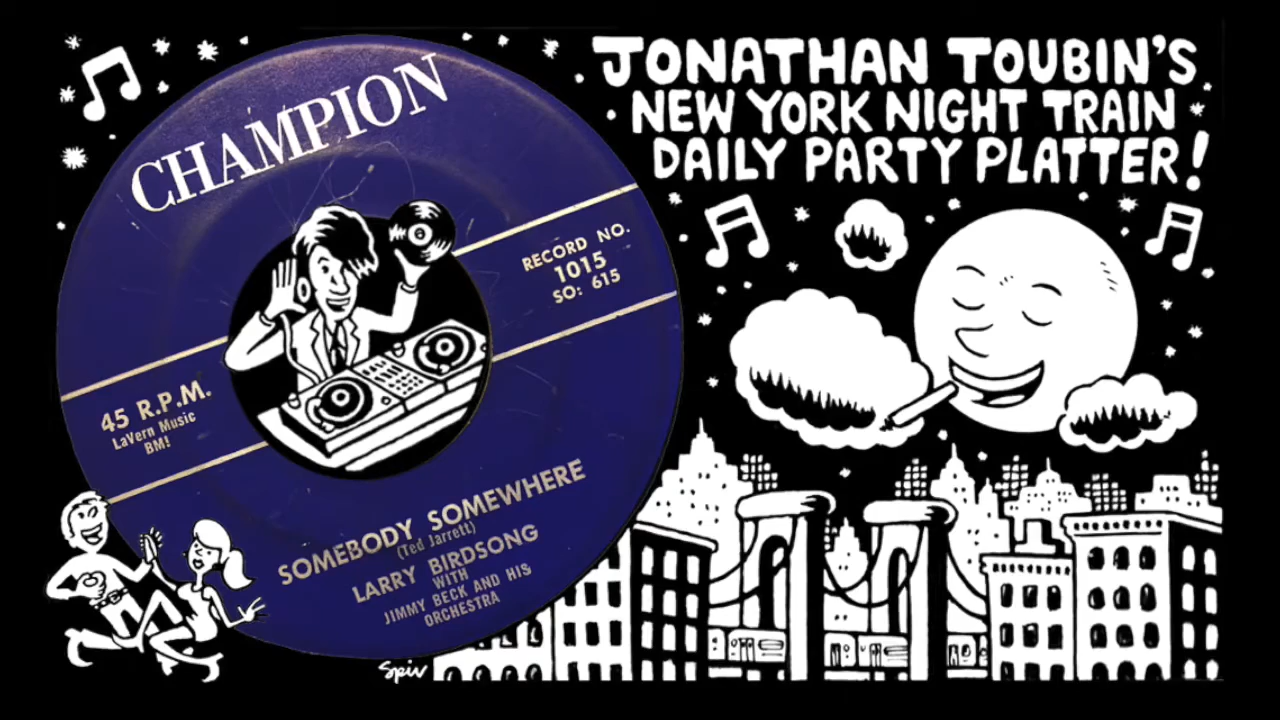 CHAMPION
RECORD NO.
1015
SO: 615
45 R.P.M.
LaVern Music
BMI
SOMEBODY SOMEWHERE
(Ted Jarrett)
LARRY BIRDSONG
WITH
JIMMY BECK AND HIS
ORCHESTRA
Spiv
JONATHAN TOUBIN'S
NEW YORK NIGHT TRAIN
DAILY PARTY PLATTER!